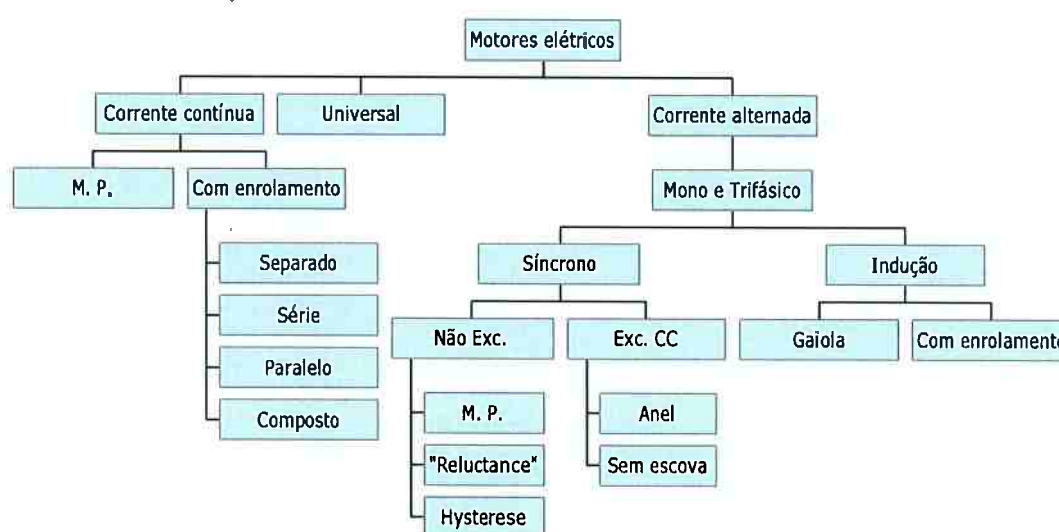 Motores elétricos
Corrente contínua
Universal
Corrente alternada
M. P.
Com enrolamento
Mono e Trifásico
Separado
Síncrono
Indução
Série
Não Exc.
Exc. CC
Gaiola
Com enrolamento
Paralelo
M. P.
Anel
Composto
"Reluctance"
Sem escova
Hysterese